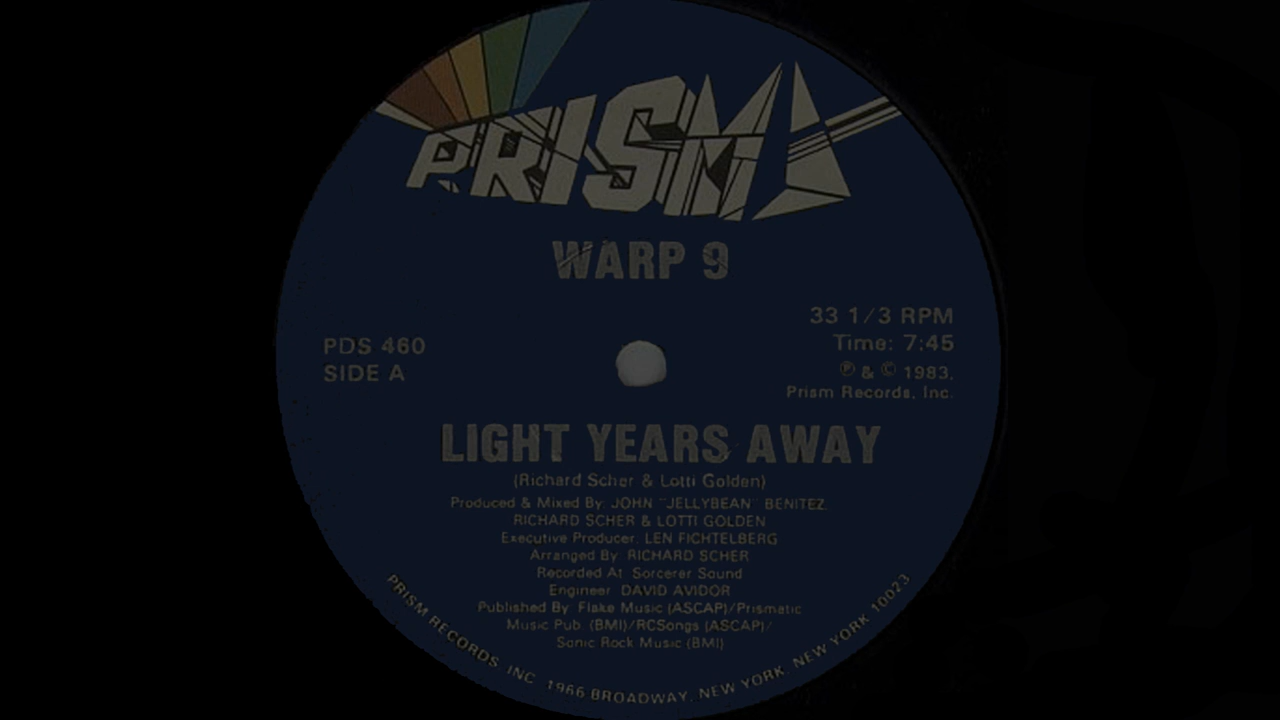 PRISM
WARP 9
33 1/3 RPM
PDS 460
Time: 7:45
SIDE A
℗ & © 1983,
Prism Records, Inc.
LIGHT YEARS AWAY
(Richard Scher & Lotti Golden)
Produced & Mixed By: JOHN "JELLYBEAN" BENITEZ,
RICHARD SCHER & LOTTI GOLDEN
Executive Producer: LEN FICHTELBERG
Arranged By: RICHARD SCHER
Recorded At: Sorcerer Sound
Engineer: DAVID AVIDOR
Published By: Flake Music (ASCAP)/Prismatic
Music Pub. (BMI)/RCSongs (ASCAP)/
Sonic Rock Music (BMI)
PRISM RECORDS, INC. 1966 BROADWAY, NEW YORK, NEW YORK 10023